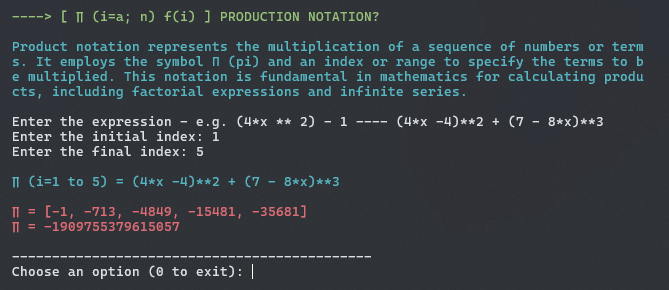 ----> [ ∏ (i=a; n) f(i) ] PRODUCTION NOTATION?
Product notation represents the multiplication of a sequence of numbers or term
s. It employs the symbol Π (pi) and an index or range to specify the terms to b
e multiplied. This notation is fundamental in mathematics for calculating produ
cts, including factorial expressions and infinite series.
Enter the expression - e.g. (4*x ** 2) - 1 ---- (4*x -4)**2 + (7 - 8*x)**3
Enter the initial index: 1
Enter the final index: 5
∏ (i=1 to 5) = (4*x -4)**2 + (7 - 8*x)**3
∏ = [-1, -713, -4849, -15481, -35681]
∏ = -1909755379615057
---------------------------------------------
Choose an option (0 to exit):